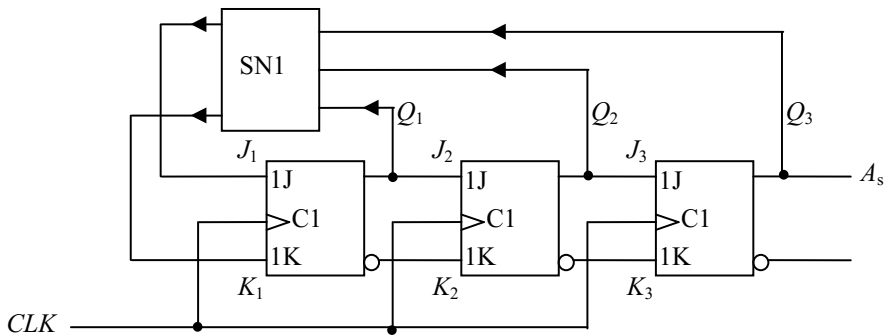 SN1
Q1 Q2 Q3
J1 J2 J3
1J 1J 1J As
C1 C1 C1
1K 1K 1K
K1 K2 K3
CLK